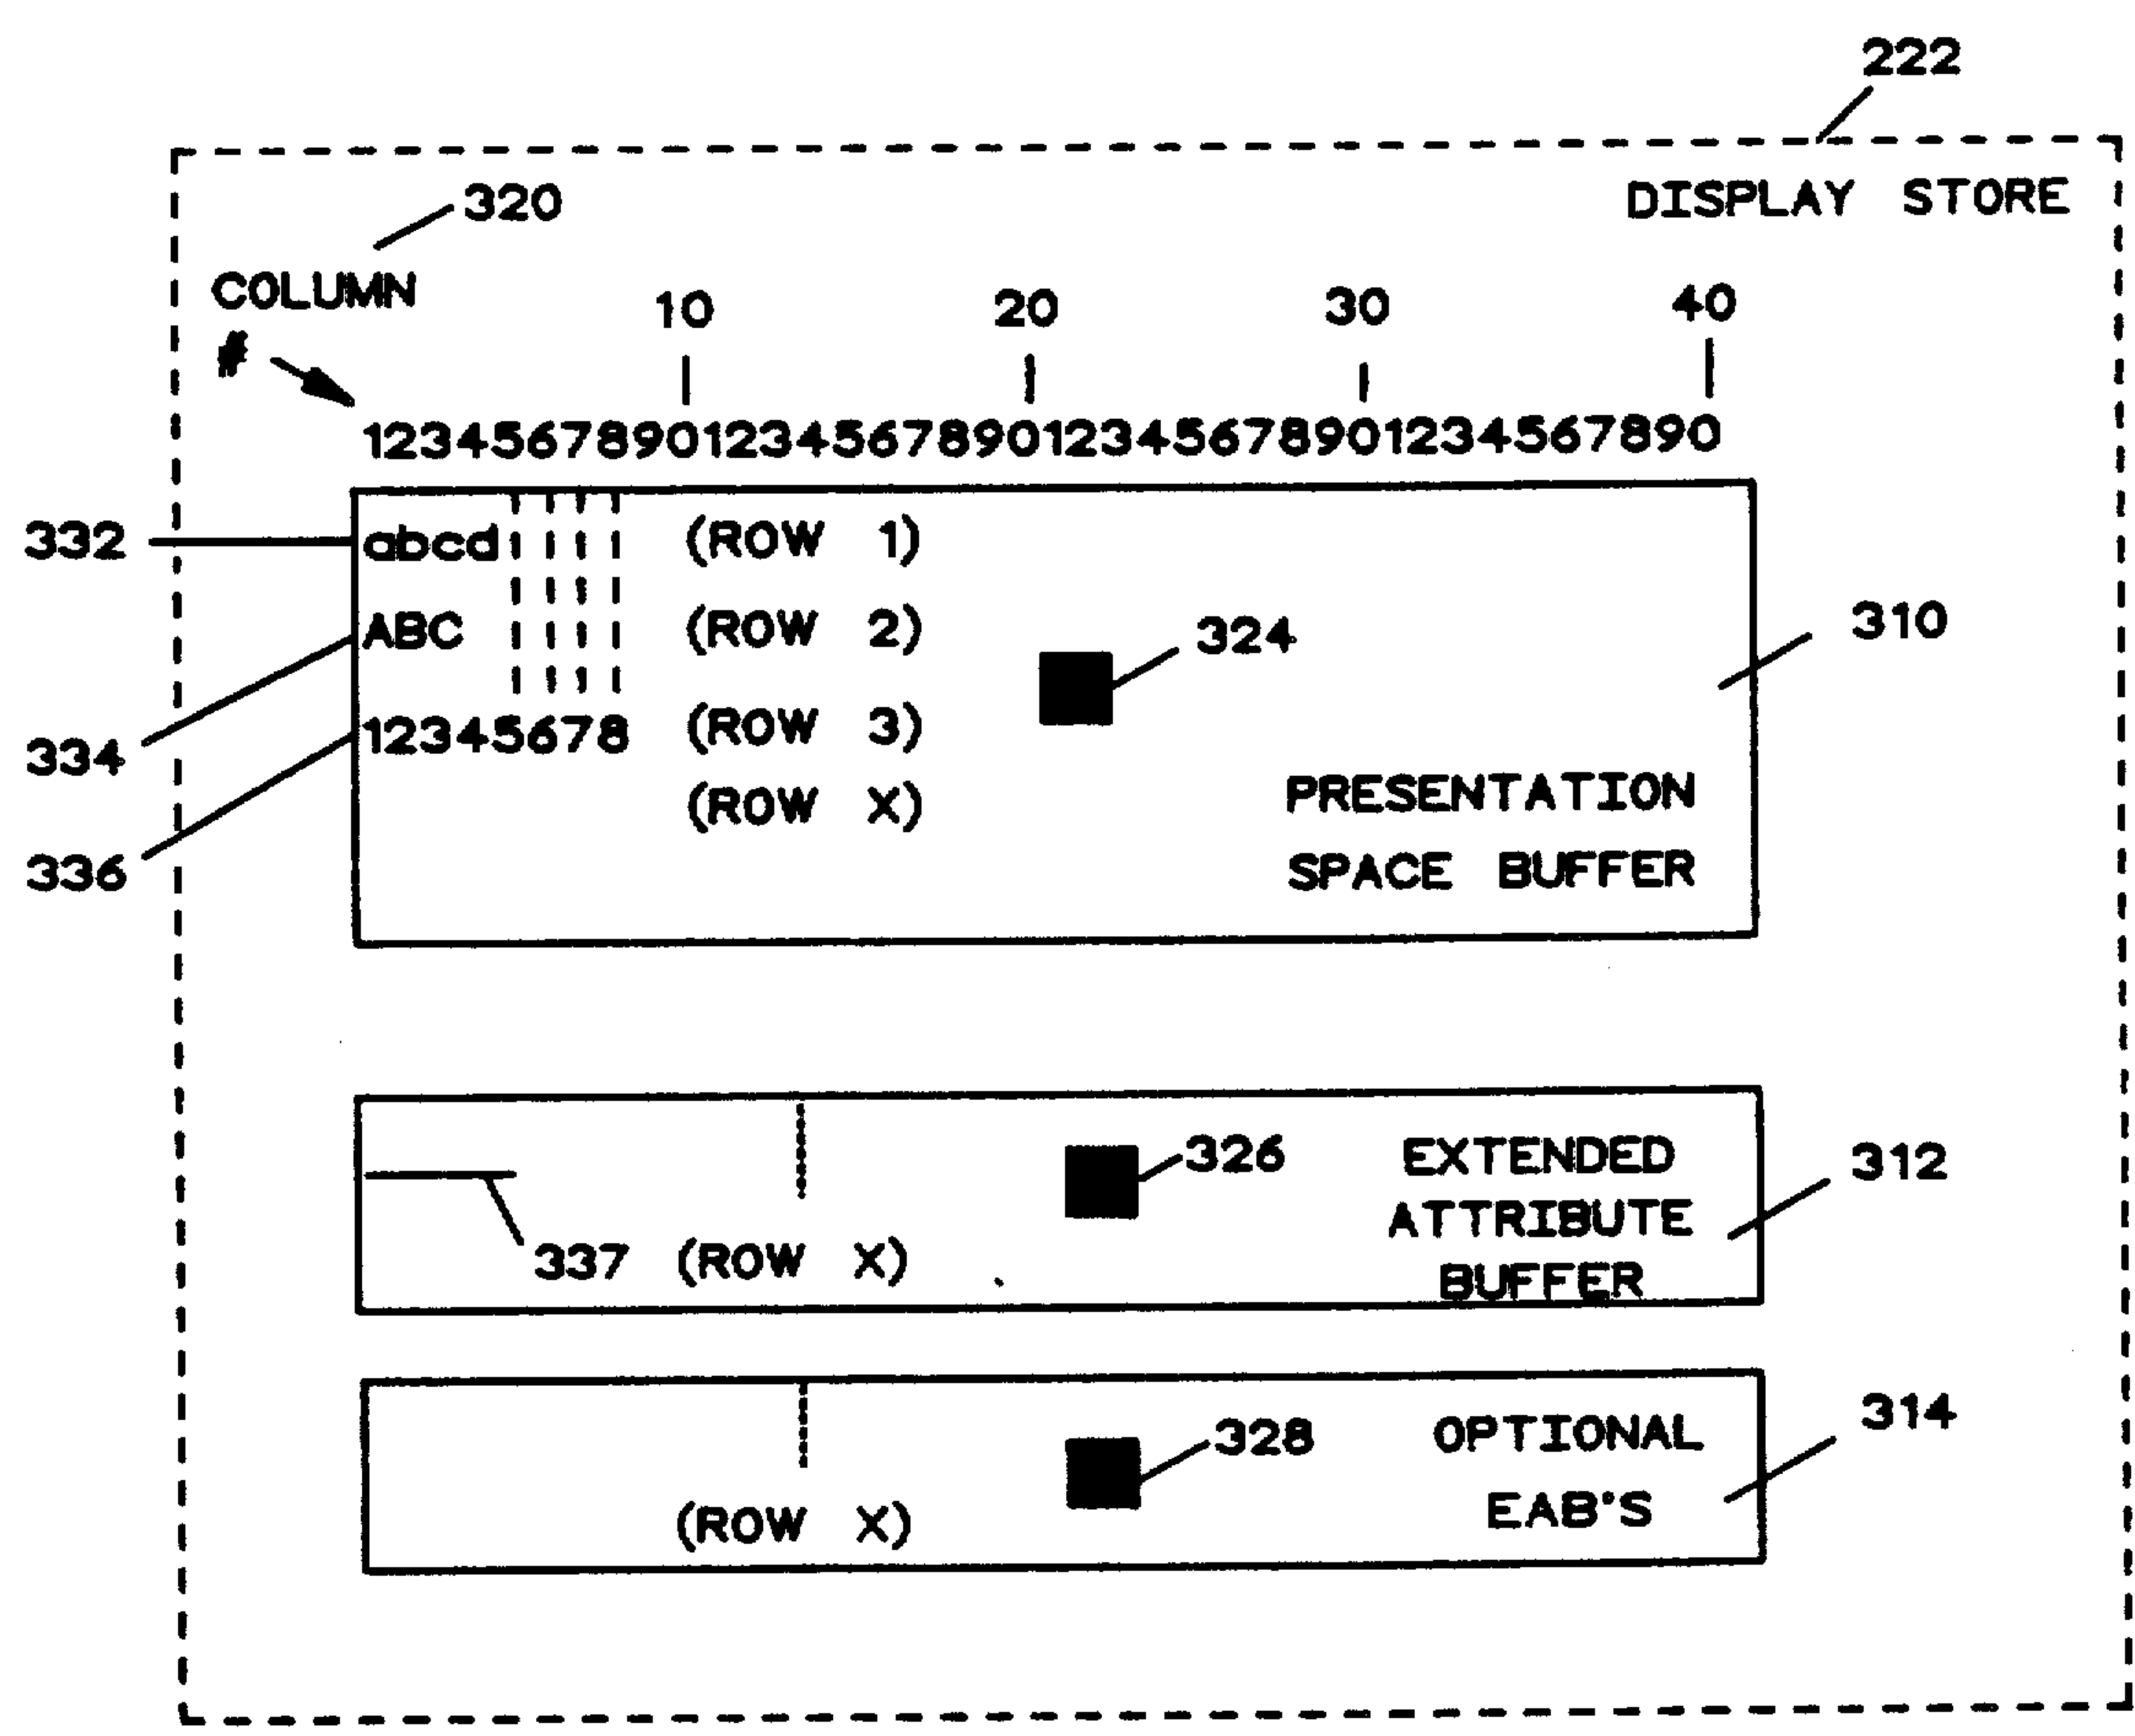 222
DISPLAY STORE
320
COLUMN
#
10 20 30 40
1234567890123456789012345678901234567890
332
abcd (ROW 1)
334
ABC (ROW 2)
324
310
336
12345678 (ROW 3)
(ROW X)
PRESENTATION
SPACE BUFFER
326
EXTENDED
ATTRIBUTE
BUFFER
312
337 (ROW X)
328
OPTIONAL
EAB'S
314
(ROW X)